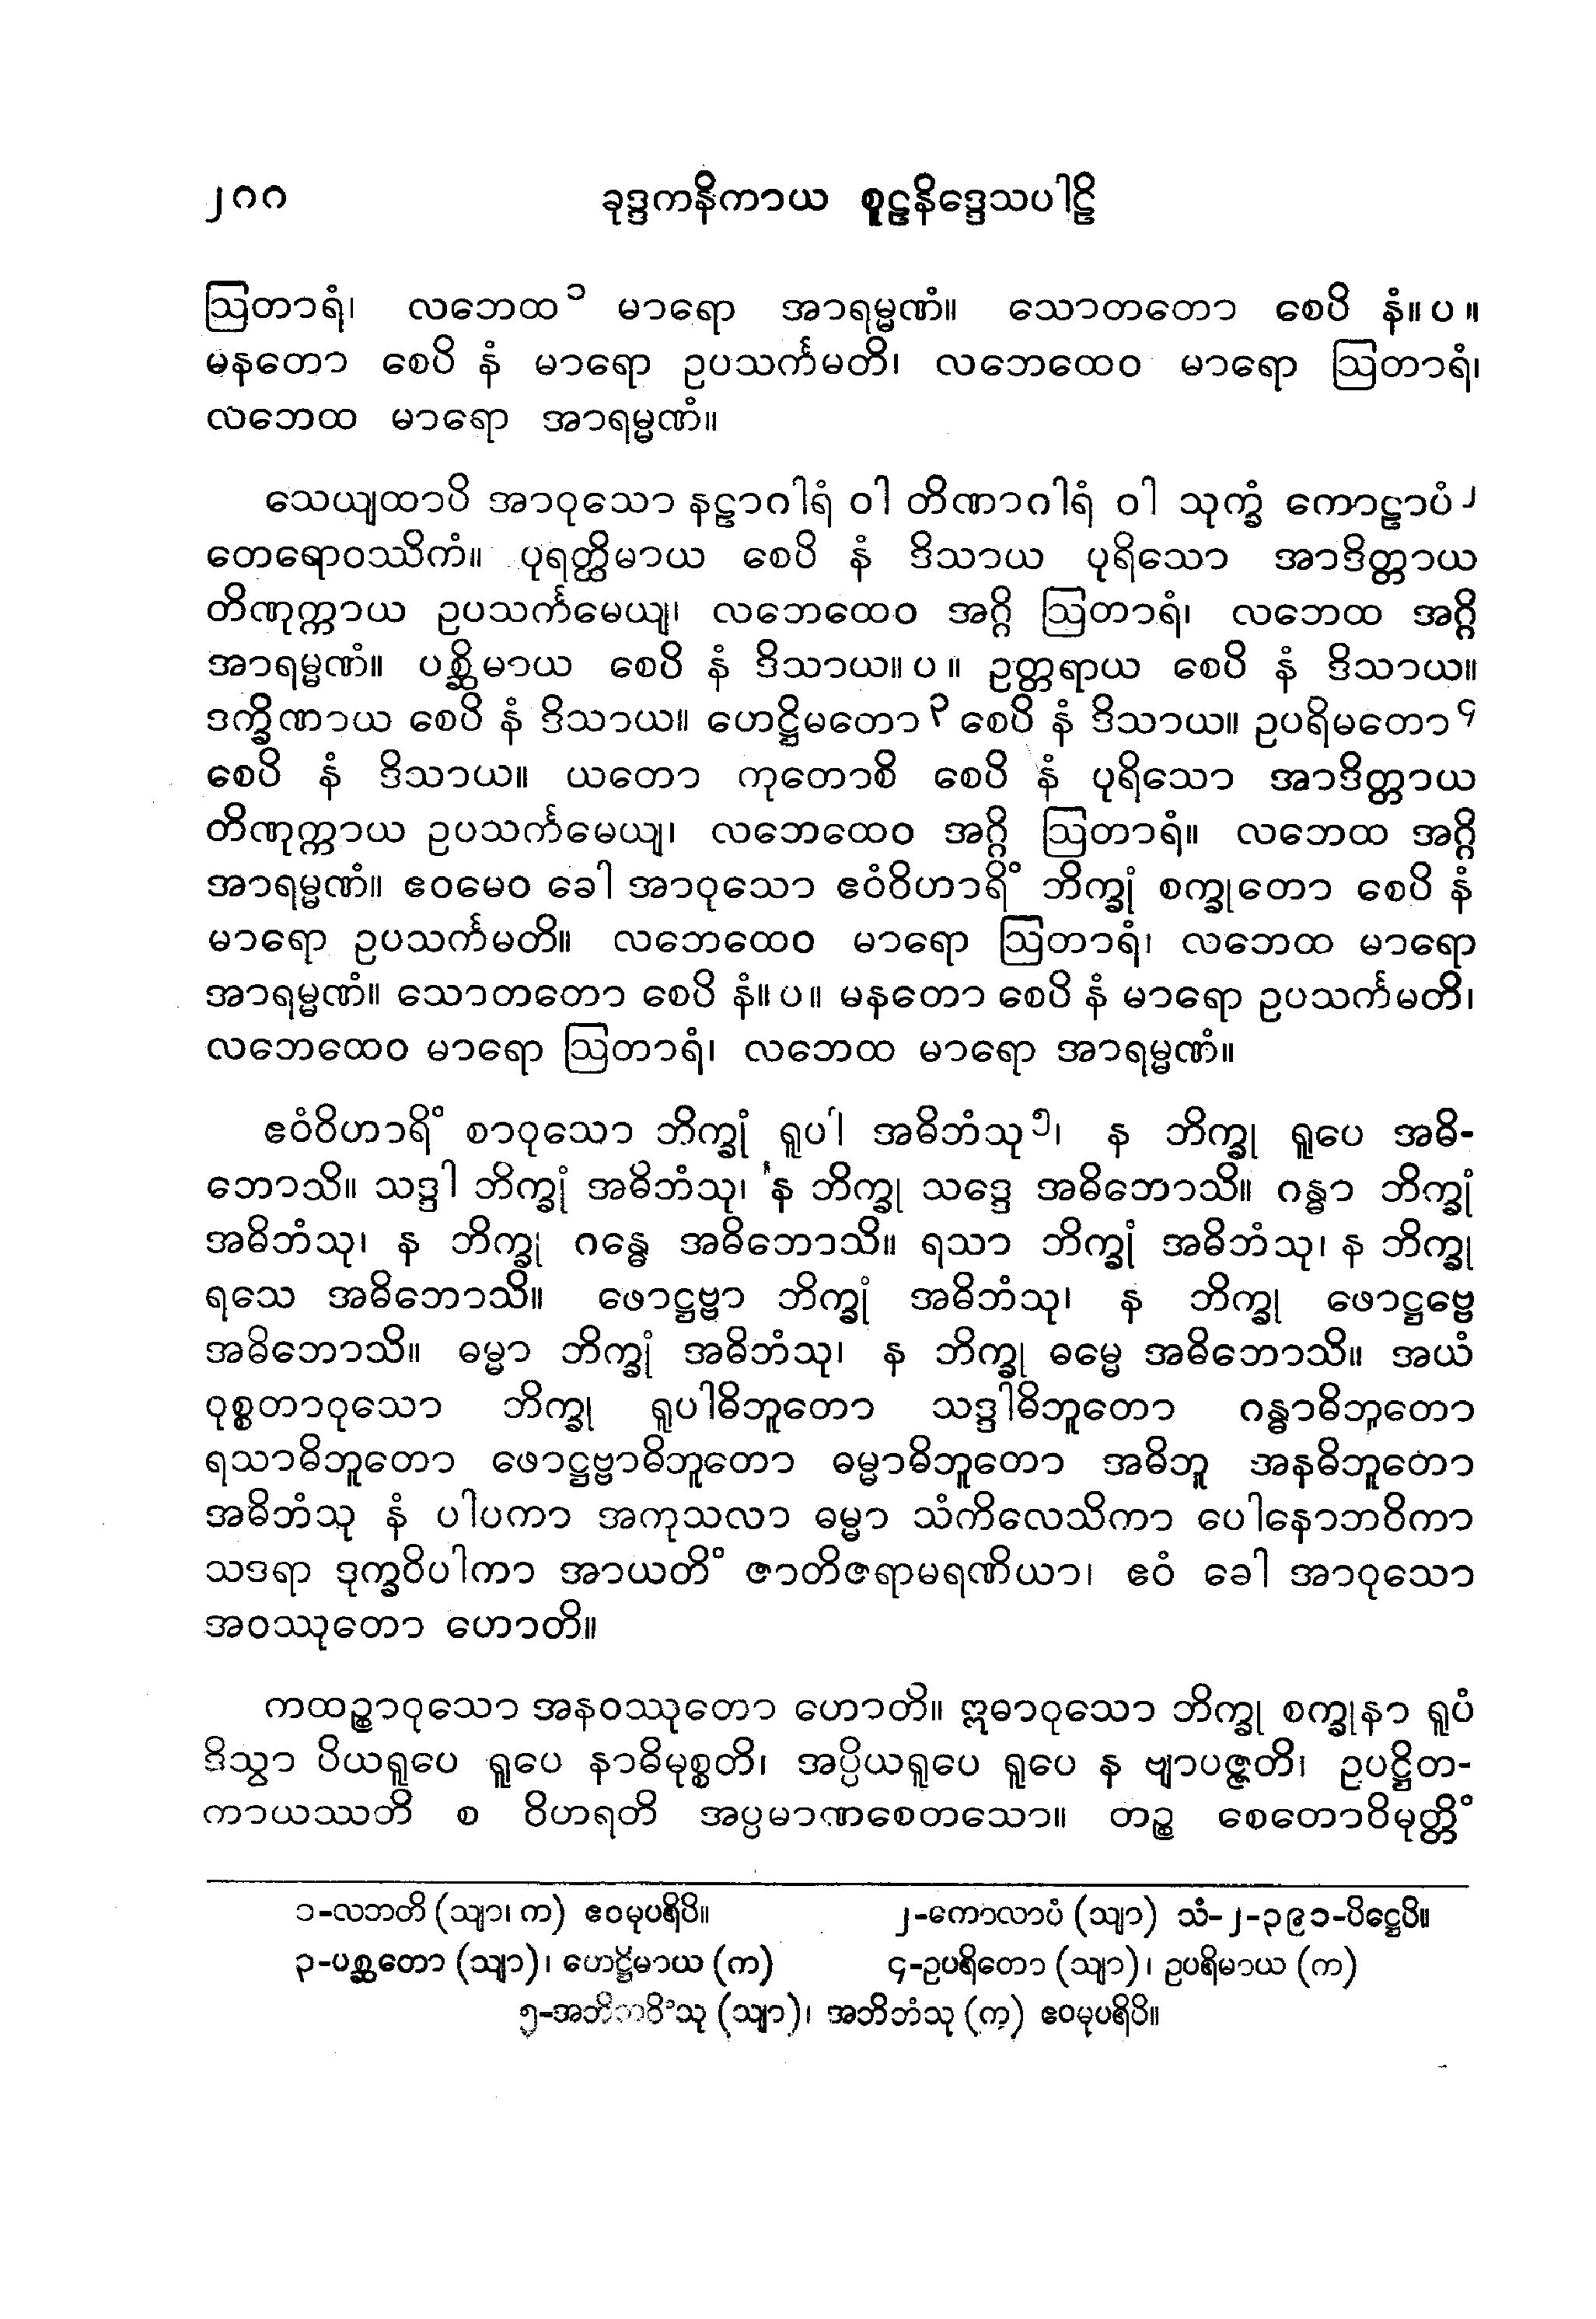 ၂၀၀ ခုဒ္ဒကနိကာယ စူဠနိဒ္ဒေသပါဠိ
ဩတာရံ၊ လဘေထ၁ မာရော အာရမ္မဏံ။ သောတတော စေပိ နံ။ပ။
မနတော စေပိ နံ မာရော ဥပသင်္ကမတိ၊ လဘေထေဝ မာရော ဩတာရံ၊
လဘေထ မာရော အာရမ္မဏံ။
သေယျထာပိ အာဝုသော နဠာဂါရံ ဝါ တိဏာဂါရံ ဝါ သုက္ခံ ကောဠာပံ၂
တေရောဝဿိကံ။ ပုရတ္ထိမာယ စေပိ နံ ဒိသာယ ပုရိသော အာဒိတ္တာယ
တိဏုက္ကာယ ဥပသင်္ကမေယျ၊ လဘေထေဝ အဂ္ဂိ ဩတာရံ၊ လဘေထ အဂ္ဂိ
အာရမ္မဏံ။ ပစ္ဆိမာယ စေပိ နံ ဒိသာယ။ပ။ ဥတ္တရာယ စေပိ နံ ဒိသာယ။
ဒက္ခိဏာယ စေပိ နံ ဒိသာယ။ ဟေဋ္ဌိမတော၃ စေပိ နံ ဒိသာယ။ ဥပရိမတော၄
စေပိ နံ ဒိသာယ။ ယတော ကုတောစိ စေပိ နံ ပုရိသော အာဒိတ္တာယ
တိဏုက္ကာယ ဥပသင်္ကမေယျ၊ လဘေထေဝ အဂ္ဂိ ဩတာရံ။ လဘေထ အဂ္ဂိ
အာရမ္မဏံ။ ဧဝမေဝ ခေါ အာဝုသော ဧဝံဝိဟာရိံ ဘိက္ခုံ စက္ခုတော စေပိ နံ
မာရော ဥပသင်္ကမတိ။ လဘေထေဝ မာရော ဩတာရံ၊ လဘေထ မာရော
အာရမ္မဏံ။ သောတတော စေပိ နံ။ပ။ မနတော စေပိ နံ မာရော ဥပသင်္ကမတိ၊
လဘေထေဝ မာရော ဩတာရံ၊ လဘေထ မာရော အာရမ္မဏံ။
ဧဝံဝိဟာရိံ စာဝုသော ဘိက္ခုံ ရူပါ အဓိဘံသု၅၊ န ဘိက္ခု ရူပေ အဓိ-
ဘောသိ။ သဒ္ဒါ ဘိက္ခုံ အဓိဘံသု၊ န ဘိက္ခု သဒ္ဒေ အဓိဘောသိ။ ဂန္ဓာ ဘိက္ခုံ
အဓိဘံသု၊ န ဘိက္ခု ဂန္ဓေ အဓိဘောသိ။ ရသာ ဘိက္ခုံ အဓိဘံသု၊ န ဘိက္ခု
ရသေ အဓိဘောသိ။ ဖောဋ္ဌဗ္ဗာ ဘိက္ခုံ အဓိဘံသု၊ န ဘိက္ခု ဖောဋ္ဌဗ္ဗေ
အဓိဘောသိ။ ဓမ္မာ ဘိက္ခုံ အဓိဘံသု၊ န ဘိက္ခု ဓမ္မေ အဓိဘောသိ။ အယံ
ဝုစ္စတာဝုသော ဘိက္ခု ရူပါဓိဘူတော သဒ္ဒါဓိဘူတော ဂန္ဓာဓိဘူတော
ရသာဓိဘူတော ဖောဋ္ဌဗ္ဗာဓိဘူတော ဓမ္မာဓိဘူတော အဓိဘူ အနဓိဘူတော
အဓိဘံသု နံ ပါပကာ အကုသလာ ဓမ္မာ သံကိလေသိကာ ပေါနောဘဝိကာ
သဒရာ ဒုက္ခဝိပါကာ အာယတိံ ဇာတိဇရာမရဏိယာ၊ ဧဝံ ခေါ အာဝုသော
အဝဿုတော ဟောတိ။
ကထဉ္စာဝုသော အနဝဿုတော ဟောတိ။ ဣဓာဝုသော ဘိက္ခု စက္ခုနာ ရူပံ
ဒိသွာ ပိယရူပေ ရူပေ နာဓိမုစ္စတိ၊ အပ္ပိယရူပေ ရူပေ န ဗျာပဇ္ဇတိ၊ ဥပဋ္ဌိတ-
ကာယဿတိ စ ဝိဟရတိ အပ္ပမာဏစေတသော။ တဉ္စ စေတောဝိမုတ္တိံ
၁-လဘတိ (သျာ၊ က) ဧဝမုပရိပိ။ ၂-ကောလာပံ (သျာ) သံ-၂-၃၉၁-ပိဋ္ဌေပိ။
၃-ပစ္ဆတော (သျာ)၊ ဟေဋ္ဌိမာယ (က) ၄-ဥပရိတော (သျာ)၊ ဥပရိမာယ (က)
၅-အဘိဘဝိံသု (သျာ)၊ အဘိဘံသု (က) ဧဝမုပရိပိ။